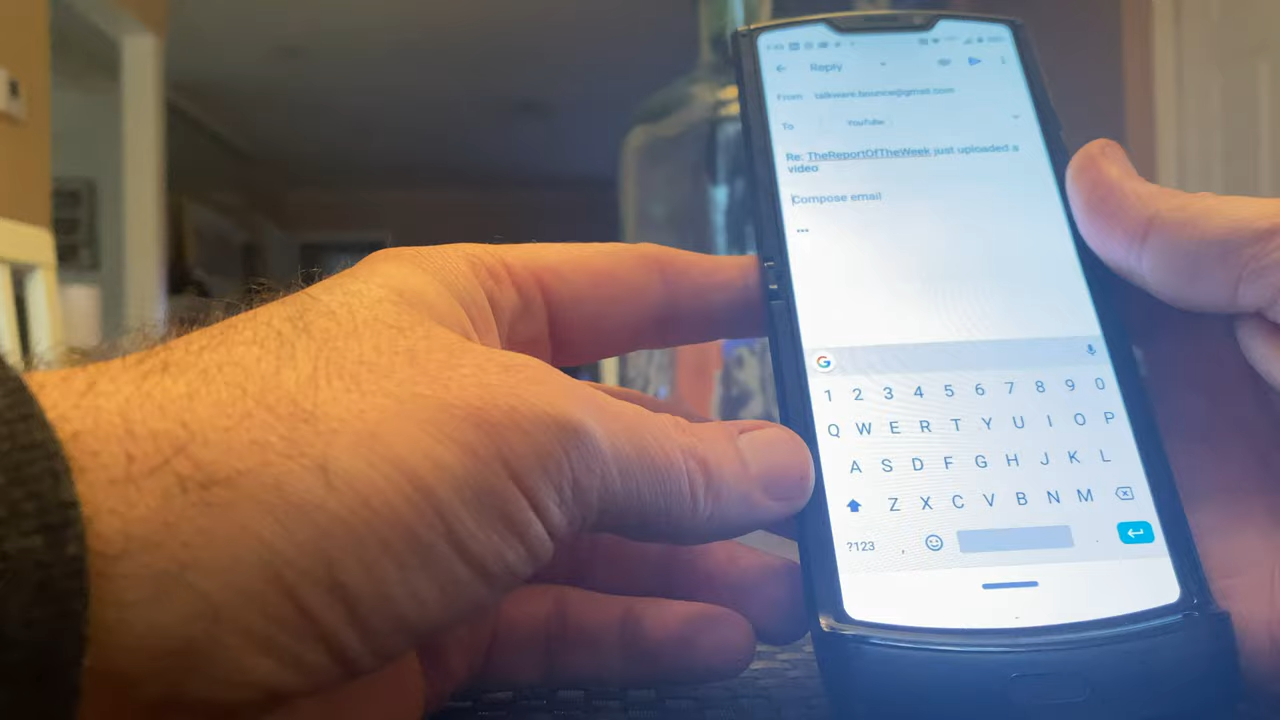 Reply
From talkware.bounce@gmail.com
To YouTube
Re: TheReportOfTheWeek just uploaded a
video
Compose email
...
G
1 2 3 4 5 6 7 8 9 0
Q W E R T Y U I O P
A S D F G H J K L
Z X C V B N M
?123 , .